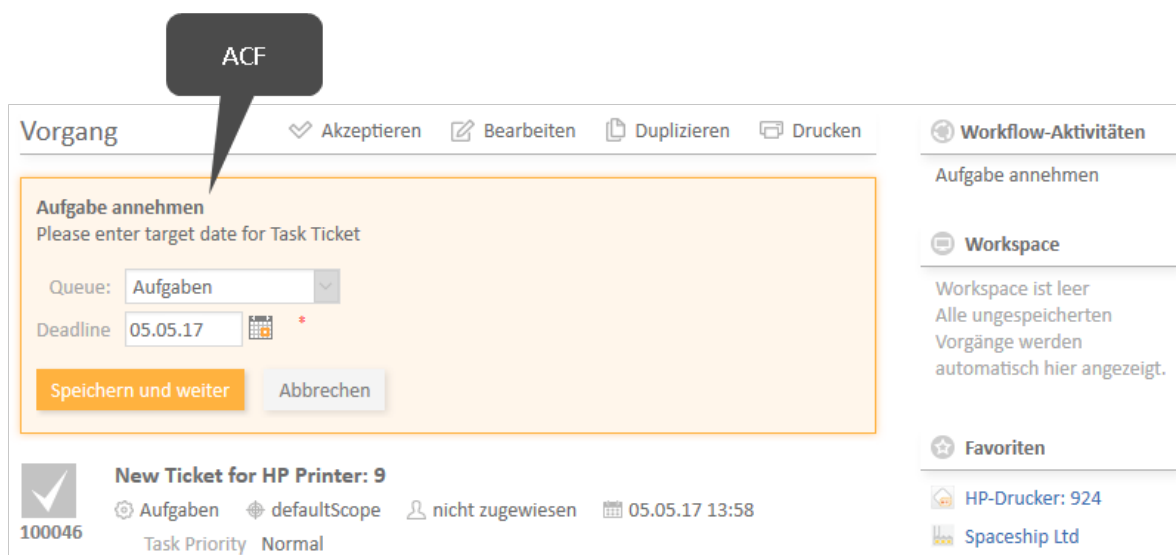 ACF
Vorgang
Akzeptieren Bearbeiten Duplizieren Drucken
Aufgabe annehmen
Please enter target date for Task Ticket
Queue: Aufgaben
Deadline 05.05.17 *
Speichern und weiter Abbrechen
New Ticket for HP Printer: 9
Aufgaben defaultScope nicht zugewiesen 05.05.17 13:58
100046
Task Priority Normal
Workflow-Aktivitäten
Aufgabe annehmen
Workspace
Workspace ist leer
Alle ungespeicherten
Vorgänge werden
automatisch hier angezeigt.
Favoriten
HP-Drucker: 924
Spaceship Ltd